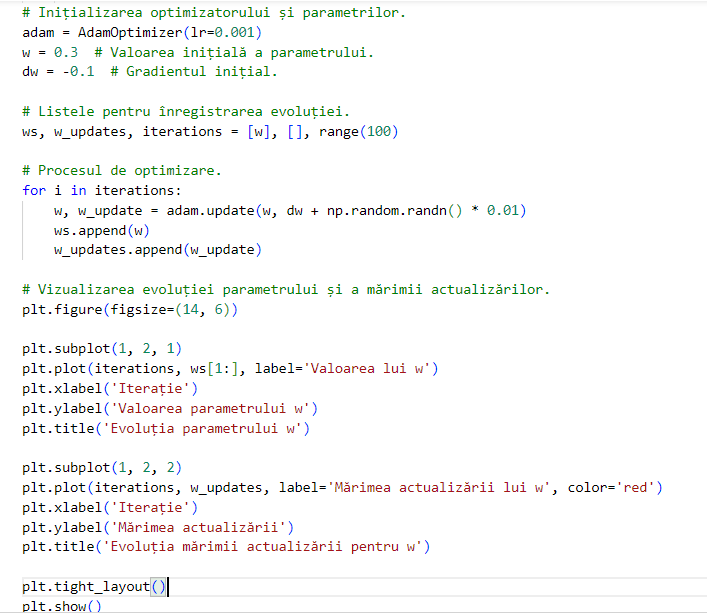 # Inițializarea optimizatorului și parametrilor.
adam = AdamOptimizer(lr=0.001)
w = 0.3  # Valoarea inițială a parametrului.
dw = -0.1  # Gradientul inițial.
# Listele pentru înregistrarea evoluției.
ws, w_updates, iterations = [w], [], range(100)
# Procesul de optimizare.
for i in iterations:
    w, w_update = adam.update(w, dw + np.random.randn() * 0.01)
    ws.append(w)
    w_updates.append(w_update)
# Vizualizarea evoluției parametrului și a mărimii actualizărilor.
plt.figure(figsize=(14, 6))
plt.subplot(1, 2, 1)
plt.plot(iterations, ws[1:], label='Valoarea lui w')
plt.xlabel('Iterație')
plt.ylabel('Valoarea parametrului w')
plt.title('Evoluția parametrului w')
plt.subplot(1, 2, 2)
plt.plot(iterations, w_updates, label='Mărimea actualizării lui w', color='red')
plt.xlabel('Iterație')
plt.ylabel('Mărimea actualizării')
plt.title('Evoluția mărimii actualizării pentru w')
plt.tight_layout()
plt.show()